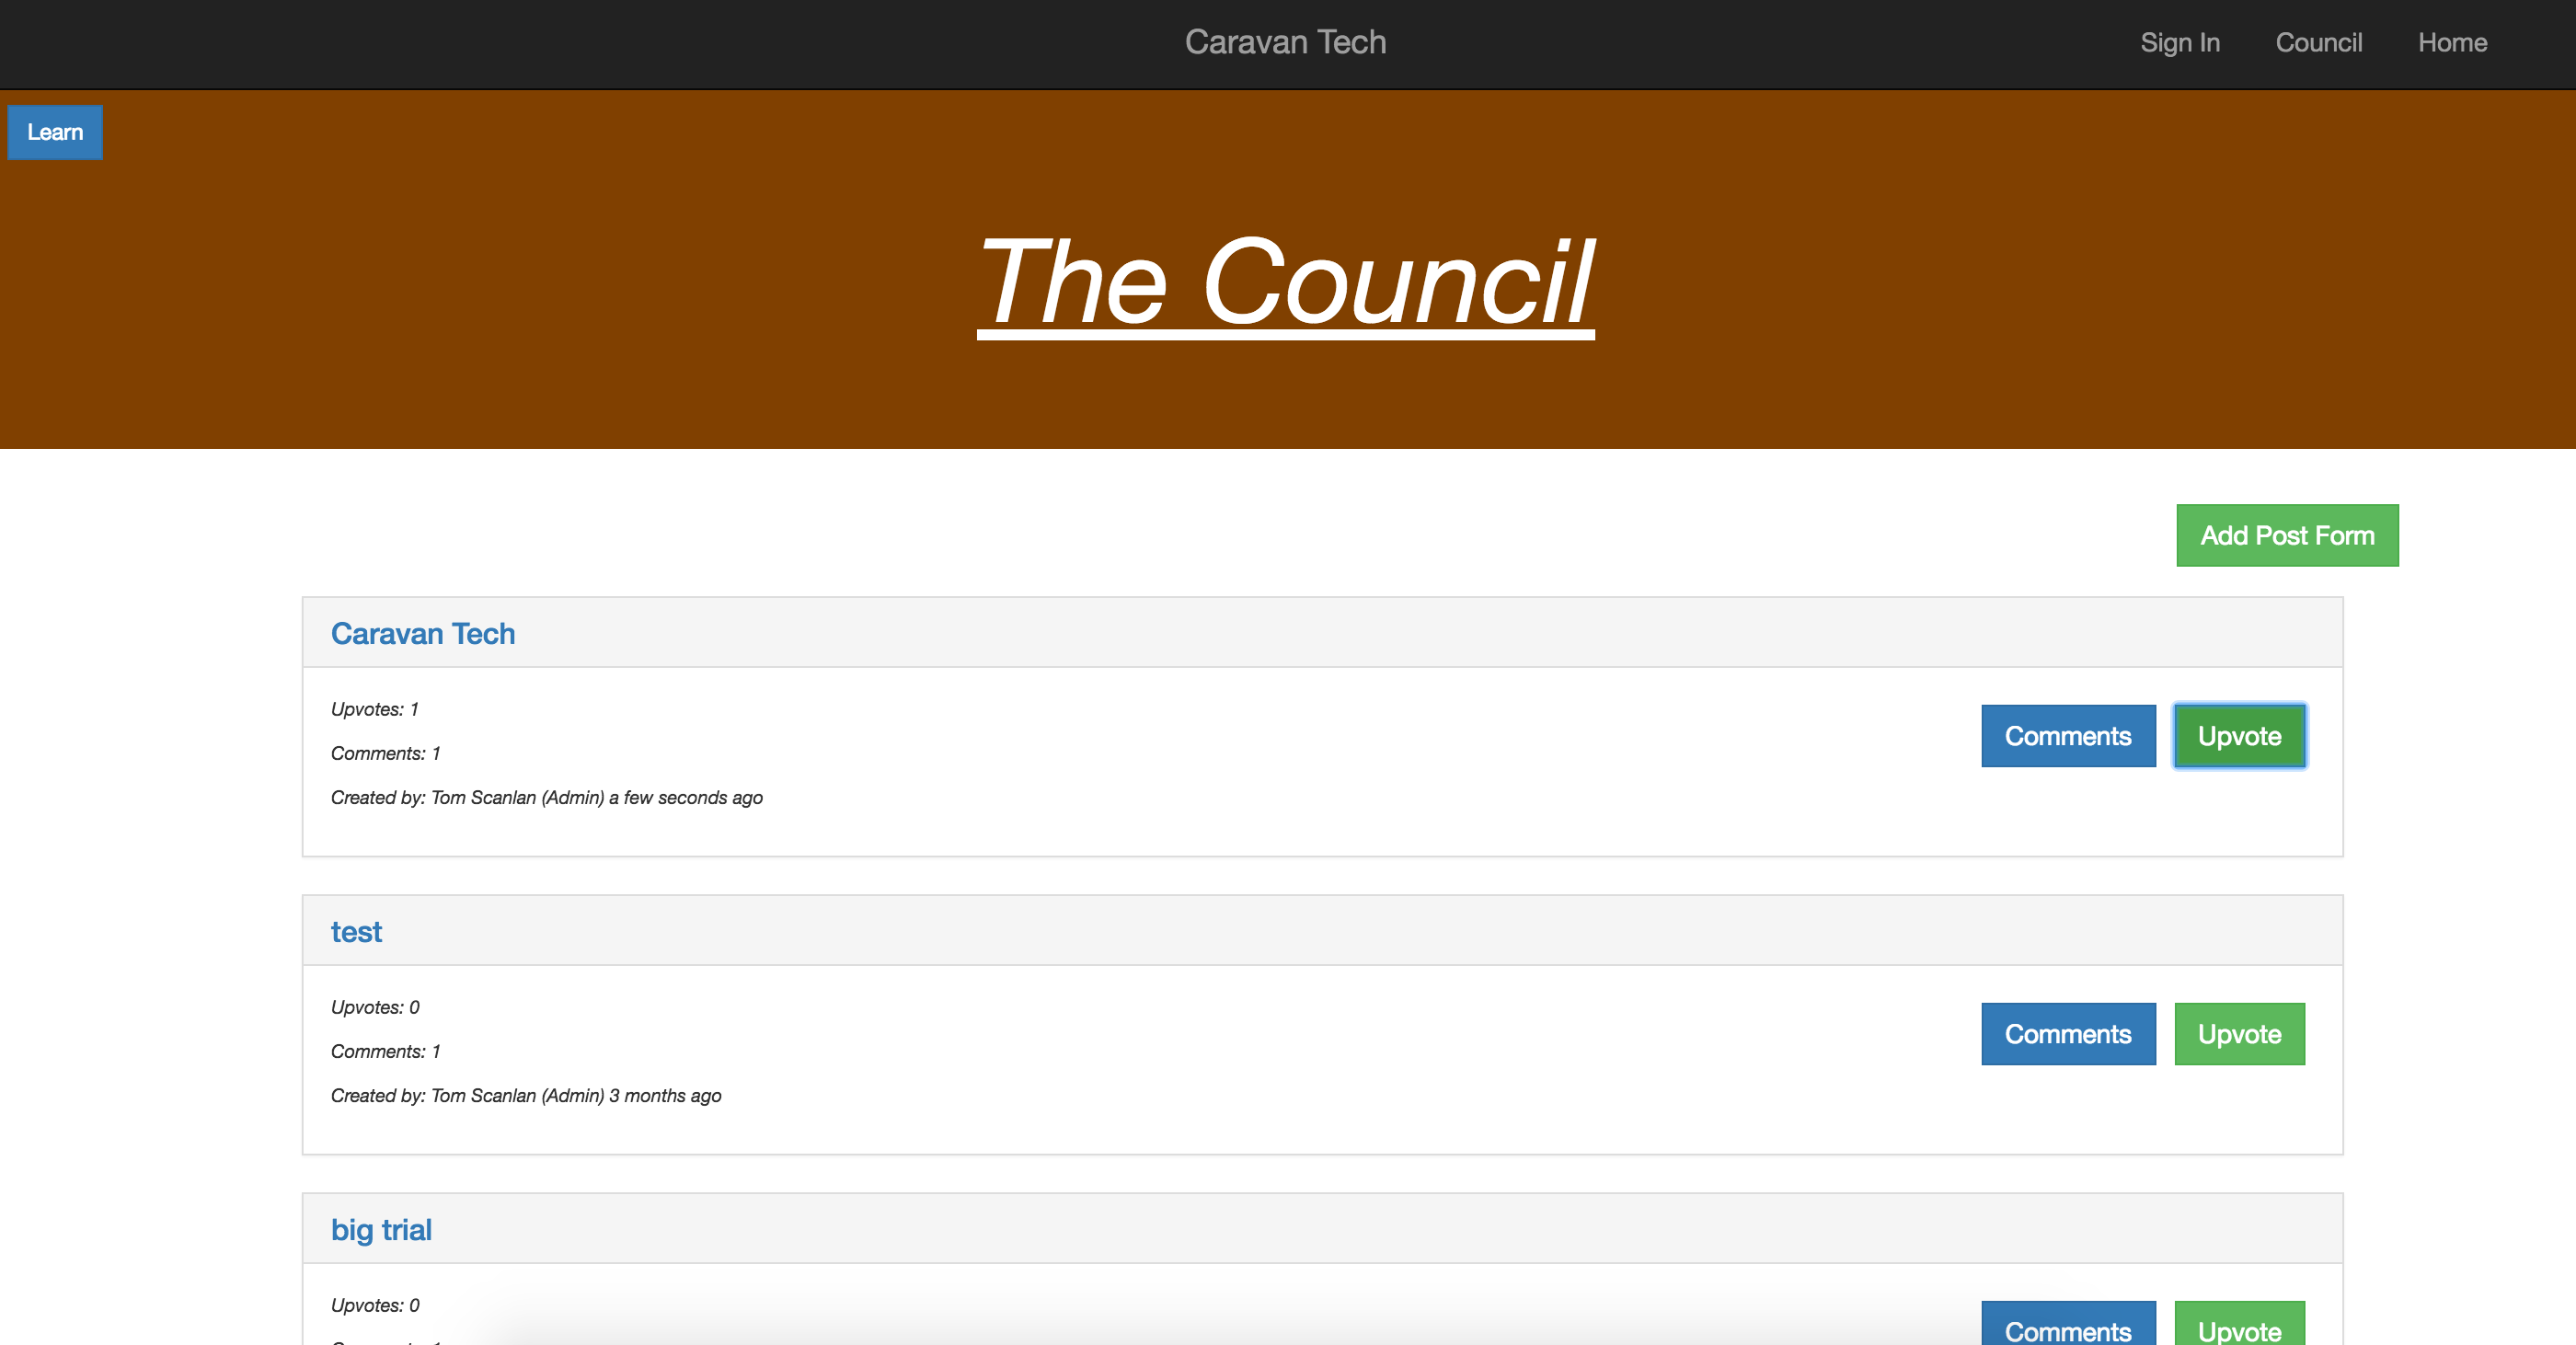 Caravan Tech
Sign In Council Home
Learn
The Council
Add Post Form
Caravan Tech
Upvotes: 1
Comments Upvote
Comments: 1
Created by: Tom Scanlan (Admin) a few seconds ago
test
Upvotes: 0
Comments Upvote
Comments: 1
Created by: Tom Scanlan (Admin) 3 months ago
big trial
Upvotes: 0
Comments Upvote